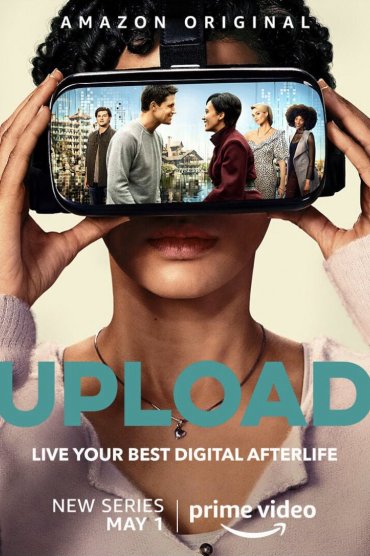 AMAZON ORIGINAL
UPLOAD
LIVE YOUR BEST DIGITAL AFTERLIFE
NEW SERIES
MAY 1
prime video